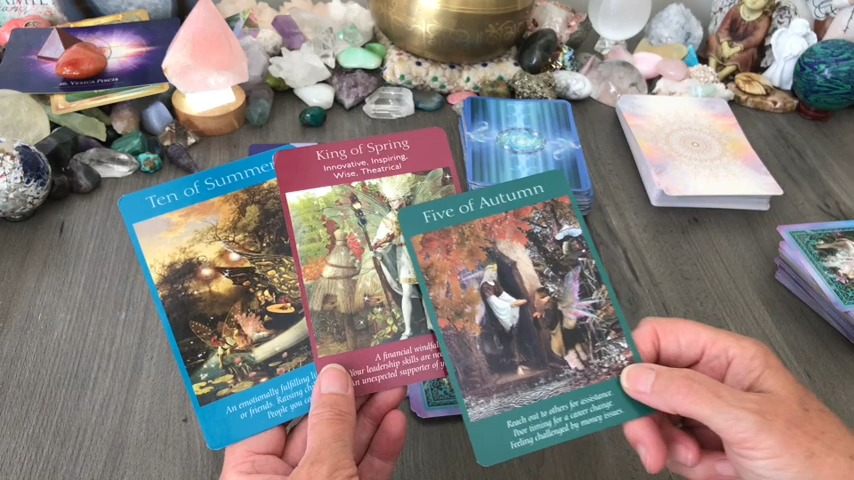 VESICA PISCES
Ten of Summer
An emotionally fulfilling
or friends. Raising
People you
King of Spring
Innovative, Inspiring,
Wise, Theatrical
A financial windfall
Your leadership skills are
An unexpected supporter of
Five of Autumn
Reach out to others for assistance.
Poor timing for a career change.
Feeling challenged by money issues.